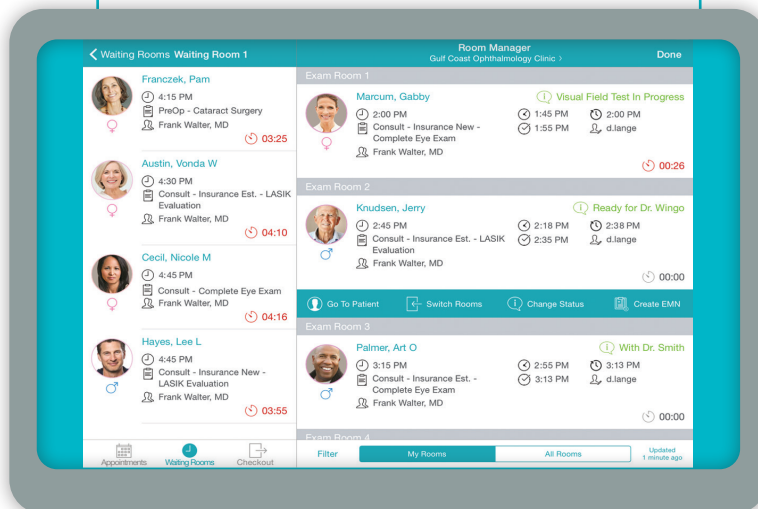 Waiting Rooms Waiting Room 1
Franczek, Pam
4:15 PM
PreOp - Cataract Surgery
Frank Walter, MD
03:25
Austin, Vonda W
4:30 PM
Consult - Insurance Est. - LASIK
Evaluation
Frank Walter, MD
04:10
Cecil, Nicole M
4:45 PM
Consult - Complete Eye Exam
Frank Walter, MD
04:16
Hayes, Lee L
4:45 PM
Consult - Insurance New -
LASIK Evaluation
Frank Walter, MD
03:55
Appointments Waiting Rooms Checkout
Room Manager
Gulf Coast Ophthalmology Clinic >
Done
Exam Room 1
Marcum, Gabby
Visual Field Test In Progress
2:00 PM
1:45 PM 2:00 PM
Consult - Insurance New -
Complete Eye Exam
1:55 PM d.lange
Frank Walter, MD
00:26
Exam Room 2
Knudsen, Jerry
Ready for Dr. Wingo
2:45 PM
2:18 PM 2:38 PM
Consult - Insurance Est. - LASIK
Evaluation
2:35 PM d.lange
Frank Walter, MD
00:00
Go To Patient Switch Rooms Change Status Create EMN
Exam Room 3
Palmer, Art O
With Dr. Smith
3:15 PM
2:55 PM 3:13 PM
Consult - Insurance Est. -
Complete Eye Exam
3:13 PM d.lange
Frank Walter, MD
00:00
Exam Room 4
Filter My Rooms All Rooms
Updated
1 minute ago